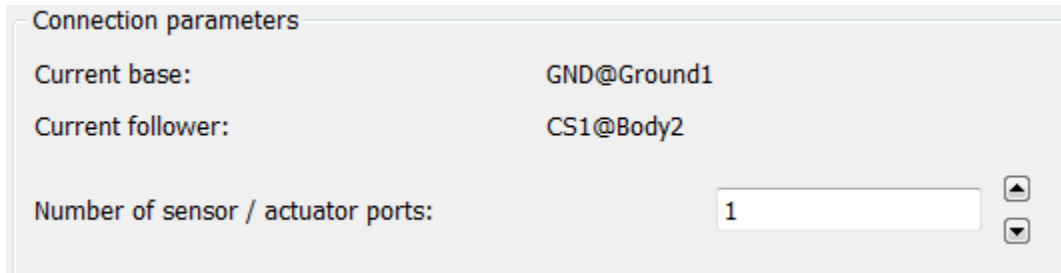 Connection parameters
Current base: GND@Ground1
Current follower: CS1@Body2
Number of sensor / actuator ports: 1